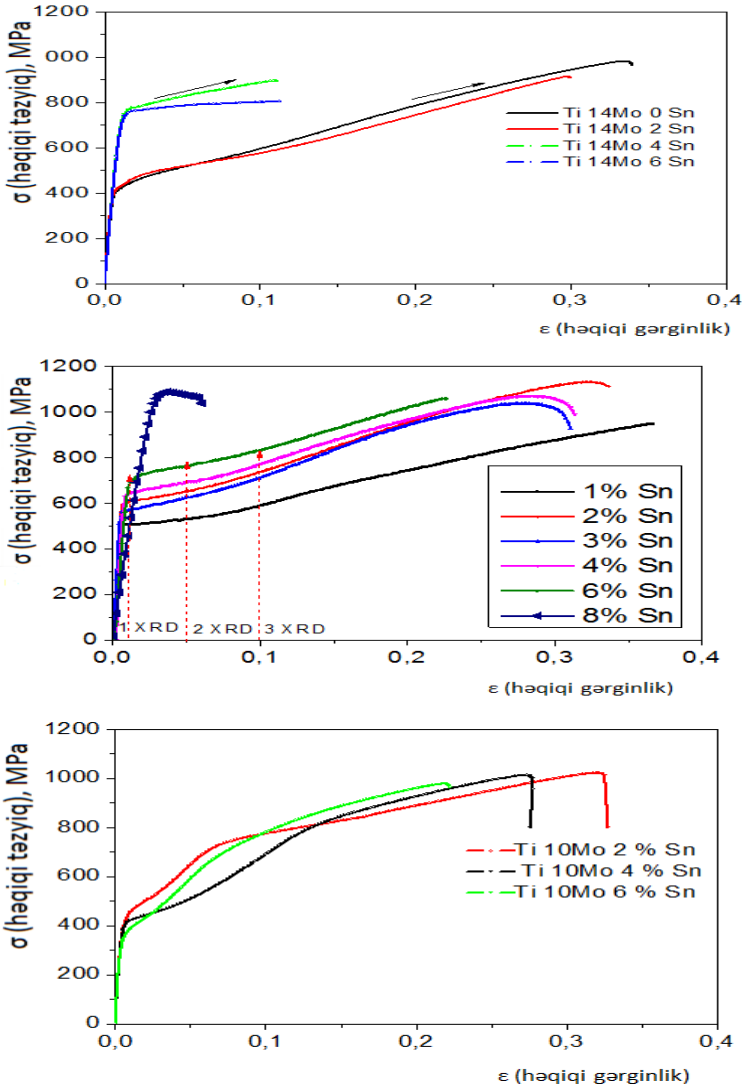 σ (həqiqi təzyiq), MPa
1200
000
800
600
400
200
0
Ti 14Mo 0 Sn
Ti 14Mo 2 Sn
Ti 14Mo 4 Sn
Ti 14Mo 6 Sn
0,0 0,1 0,2 0,3 0,4
ε (həqiqi gərginlik)
σ (həqiqi təzyiq), MPa
1200
1000
800
600
400
200
0
1% Sn
2% Sn
3% Sn
4% Sn
6% Sn
8% Sn
1 XRD 2 XRD 3 XRD
0,0 0,1 0,2 0,3 0,4
ε (həqiqi gərginlik)
σ (həqiqi təzyiq), MPa
1200
1000
800
600
400
200
0
Ti 10Mo 2 % Sn
Ti 10Mo 4 % Sn
Ti 10Mo 6 % Sn
0,0 0,1 0,2 0,3 0,4
ε (həqiqi gərginlik)